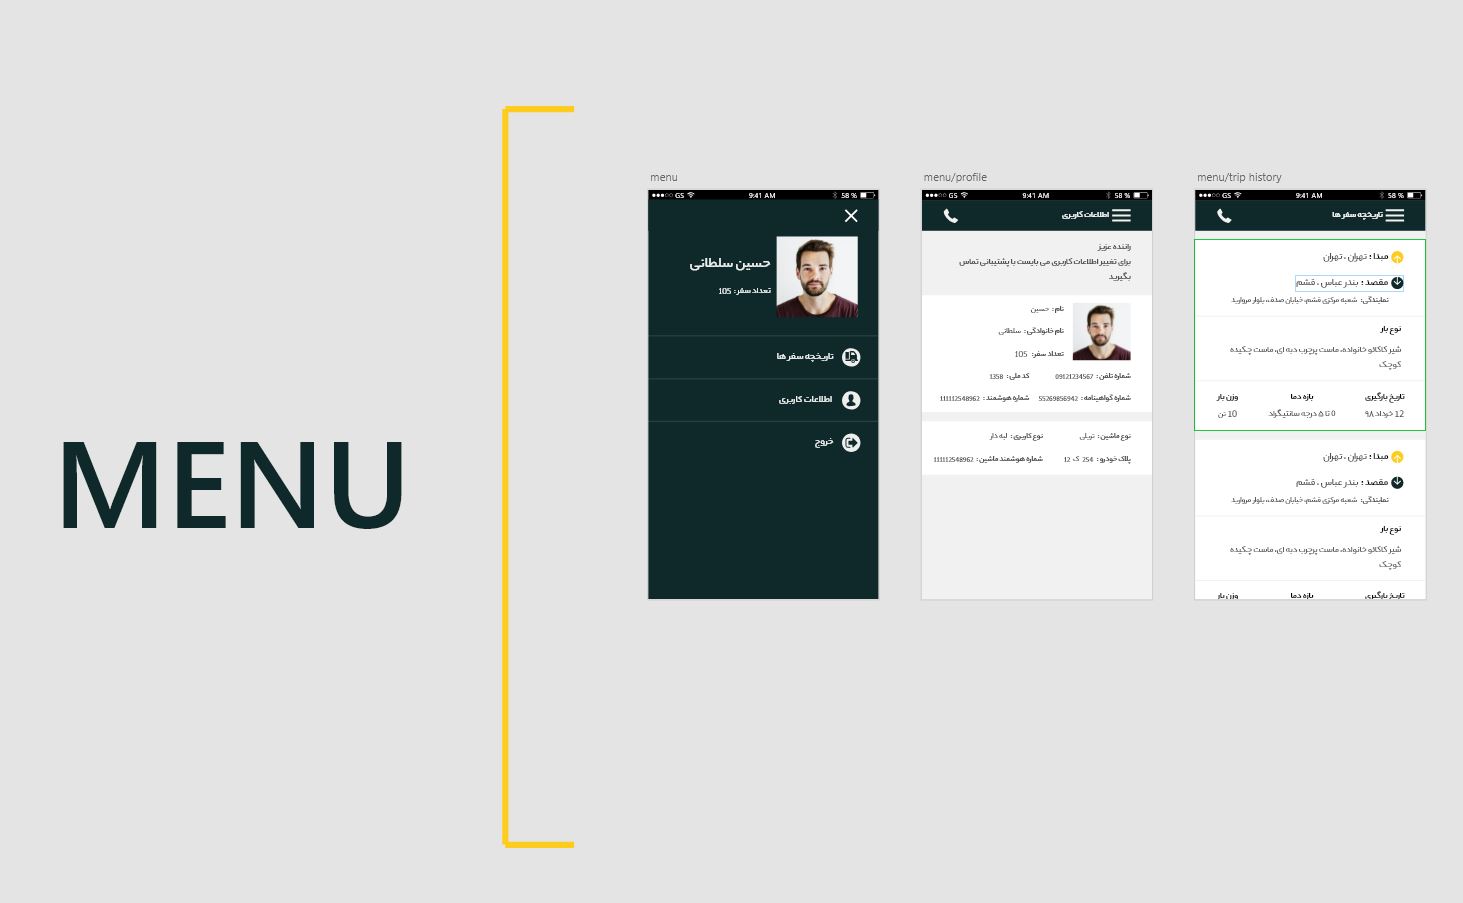 MENU
menu
GS 9:41 AM 58 %
حسین سلطانی
تعداد سفر: 105
تاریخچه سفر ها
اطلاعات کاربری
خروج
menu/profile
GS 9:41 AM 58 %
اطلاعات کاربری
راننده عزیز
برای تغییر اطلاعات کاربری می بایست با پشتیبانی تماس
بگیرید
نام: حسین
نام خانوادگی: سلطانی
تعداد سفر: 105
شماره تلفن: 09121234567 کد ملی: 1358
شماره گواهینامه: 55269856942 شماره هوشمند: 111112548962
نوع ماشین: تریلی نوع کاربری: لبه دار
پلاک خودرو: 254 ک 12 شماره هوشمند ماشین: 111112548962
menu/trip history
GS 9:41 AM 58 %
تاریخچه سفر ها
مبدا : تهران ، تهران
مقصد : بندر عباس ، قشم
نمایندگی: شعبه مرکزی قشم، خیابان صدف، بلوار مروارید
نوع بار
شیر کاکائو خانواده، ماست پرچرب دبه ای، ماست چکیده
کوچک
تاریخ بارگیری بازه دما وزن بار
12 خرداد ۹۸ 0 تا ۵ درجه سانتیگراد 10 تن
مبدا : تهران ، تهران
مقصد : بندر عباس ، قشم
نمایندگی: شعبه مرکزی قشم، خیابان صدف، بلوار مروارید
نوع بار
شیر کاکائو خانواده، ماست پرچرب دبه ای، ماست چکیده
کوچک
تاریخ بارگیری بازه دما وزن بار